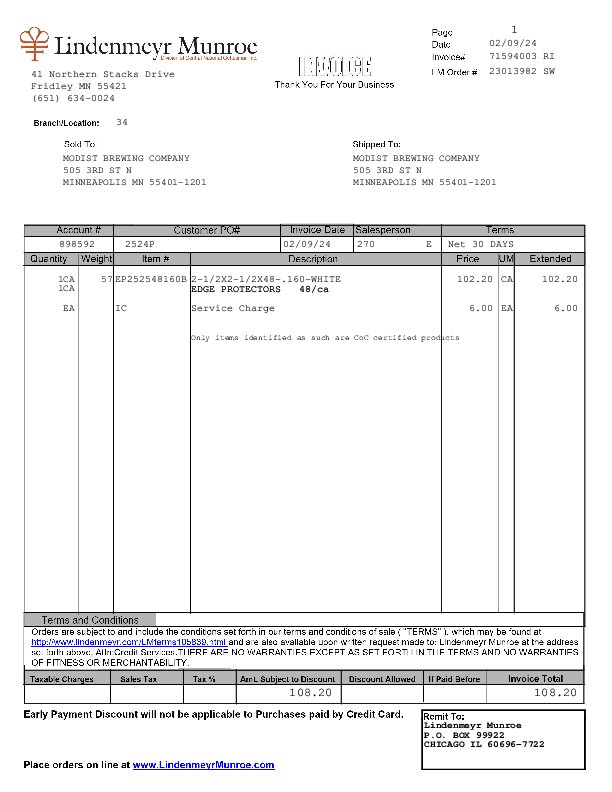 Lindenmeyr Munroe
Division of Central National Gottesman Inc.
41 Northern Stacks Drive
Fridley MN 55421
(651) 634-0024
INVOICE
Thank You For Your Business
Page 1
Date 02/09/24
Invoice# 71594003 RI
LM Order # 23013982 SW
Branch/Location: 34
Sold To
MODIST BREWING COMPANY
505 3RD ST N
MINNEAPOLIS MN 55401-1201
Shipped To:
MODIST BREWING COMPANY
505 3RD ST N
MINNEAPOLIS MN 55401-1201
Account # Customer PO# Invoice Date Salesperson Terms
898592 2524P 02/09/24 270 E Net 30 DAYS
Quantity Weight Item # Description Price UM Extended
1CA 57 EP252548160B 2-1/2X2-1/2X48-.160-WHITE 102.20 CA 102.20
1CA EDGE PROTECTORS 48/ca
EA IC Service Charge 6.00 EA 6.00
Only items identified as such are CoC certified products
Terms and Conditions
Orders are subject to and include the conditions set forth in our terms and conditions of sale ( "TERMS" ), which may be found at
http://www.lindenmeyr.com/LMterms105839.html and are also available upon written request made to: Lindenmeyr Munroe at the address
set forth above, Attn:Credit Services.THERE ARE NO WARRANTIES EXCEPT AS SET FORTH IN THE TERMS AND NO WARRANTIES
OF FITNESS OR MERCHANTABILITY.
Taxable Charges Sales Tax Tax % Amt. Subject to Discount Discount Allowed If Paid Before Invoice Total
108.20 108.20
Early Payment Discount will not be applicable to Purchases paid by Credit Card.
Remit To:
Lindenmeyr Munroe
P.O. BOX 99922
CHICAGO IL 60696-7722
Place orders on line at www.LindenmeyrMunroe.com